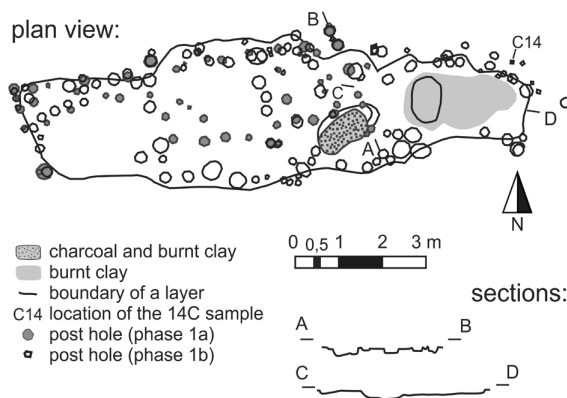 plan view:
B
C14
C
D
A
N
charcoal and burnt clay
burnt clay
boundary of a layer
C14 location of the 14C sample
post hole (phase 1a)
post hole (phase 1b)
0 0,5 1 2 3 m
sections:
A B
C D